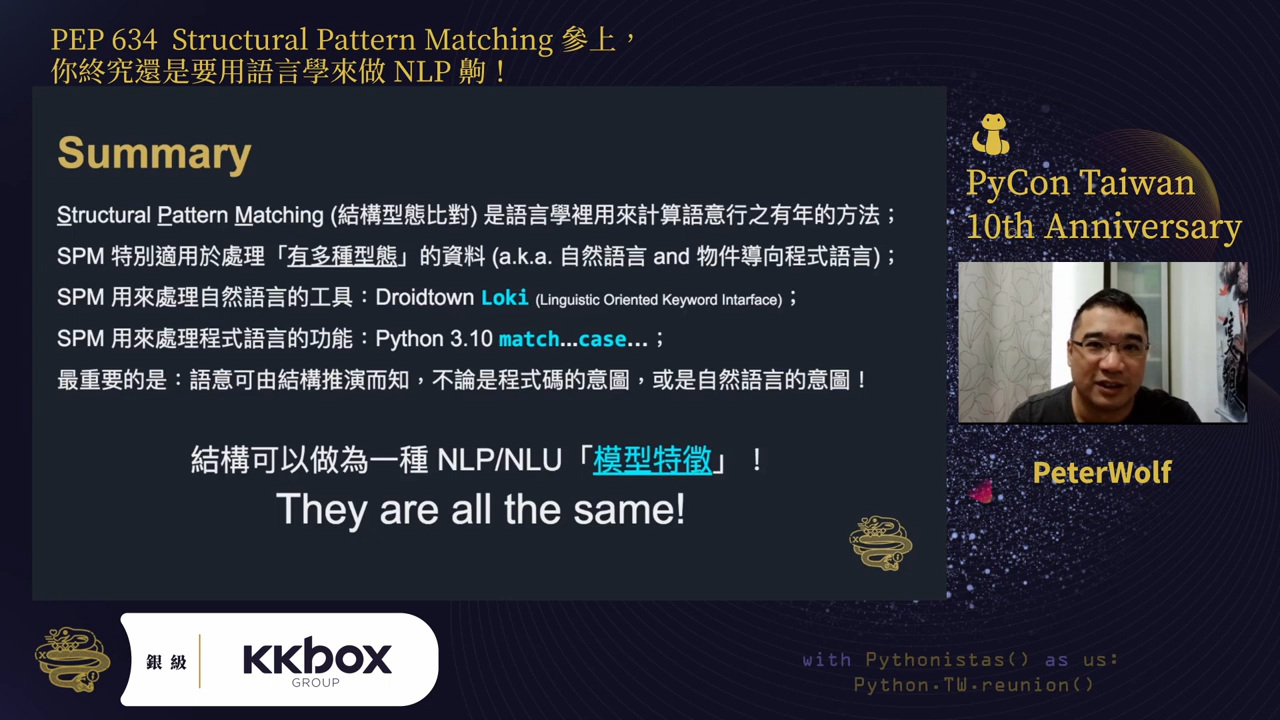 PEP 634 Structural Pattern Matching 參上，
你終究還是要用語言學來做 NLP 齁！
Summary
Structural Pattern Matching (結構型態比對) 是語言學裡用來計算語意行之有年的方法；
SPM 特別適用於處理「有多種型態」的資料 (a.k.a. 自然語言 and 物件導向程式語言)；
SPM 用來處理自然語言的工具：Droidtown Loki (Linguistic Oriented Keyword Intarface)；
SPM 用來處理程式語言的功能：Python 3.10 match...case...；
最重要的是：語意可由結構推演而知，不論是程式碼的意圖，或是自然語言的意圖！
結構可以做為一種 NLP/NLU「模型特徵」！
They are all the same!
PyCon Taiwan
10th Anniversary
PeterWolf
銀級
KKBOX
GROUP
with Pythonistas() as us:
Python.TW.reunion()